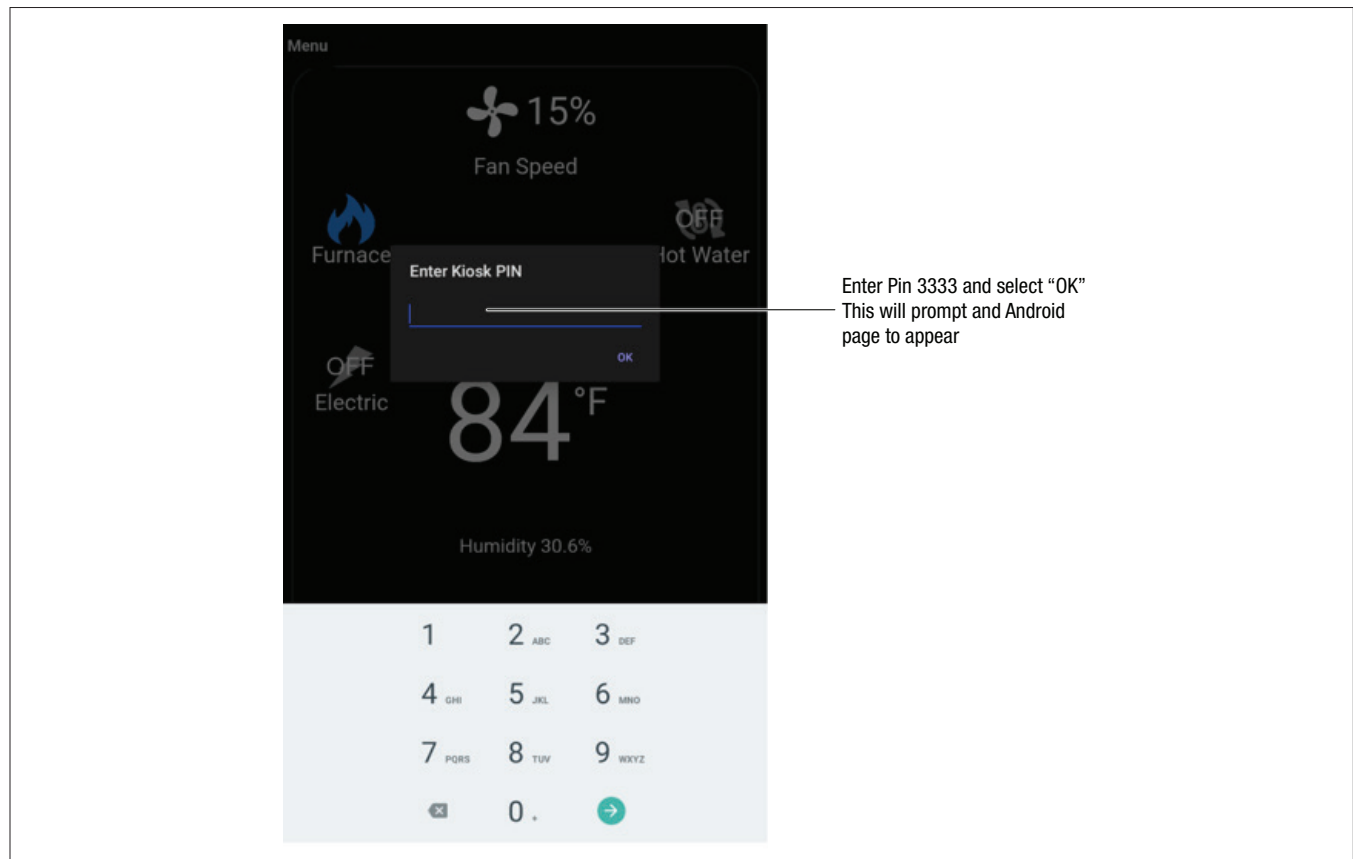 Menu
15%
Fan Speed
OFF
Furnace
Hot Water
Enter Kiosk PIN
Enter Pin 3333 and select “OK”
This will prompt and Android
page to appear
OK
OFF
Electric
84 °F
Humidity 30.6%
1 2 ABC 3 DEF
4 GHI 5 JKL 6 MNO
7 PQRS 8 TUV 9 WXYZ
0 +